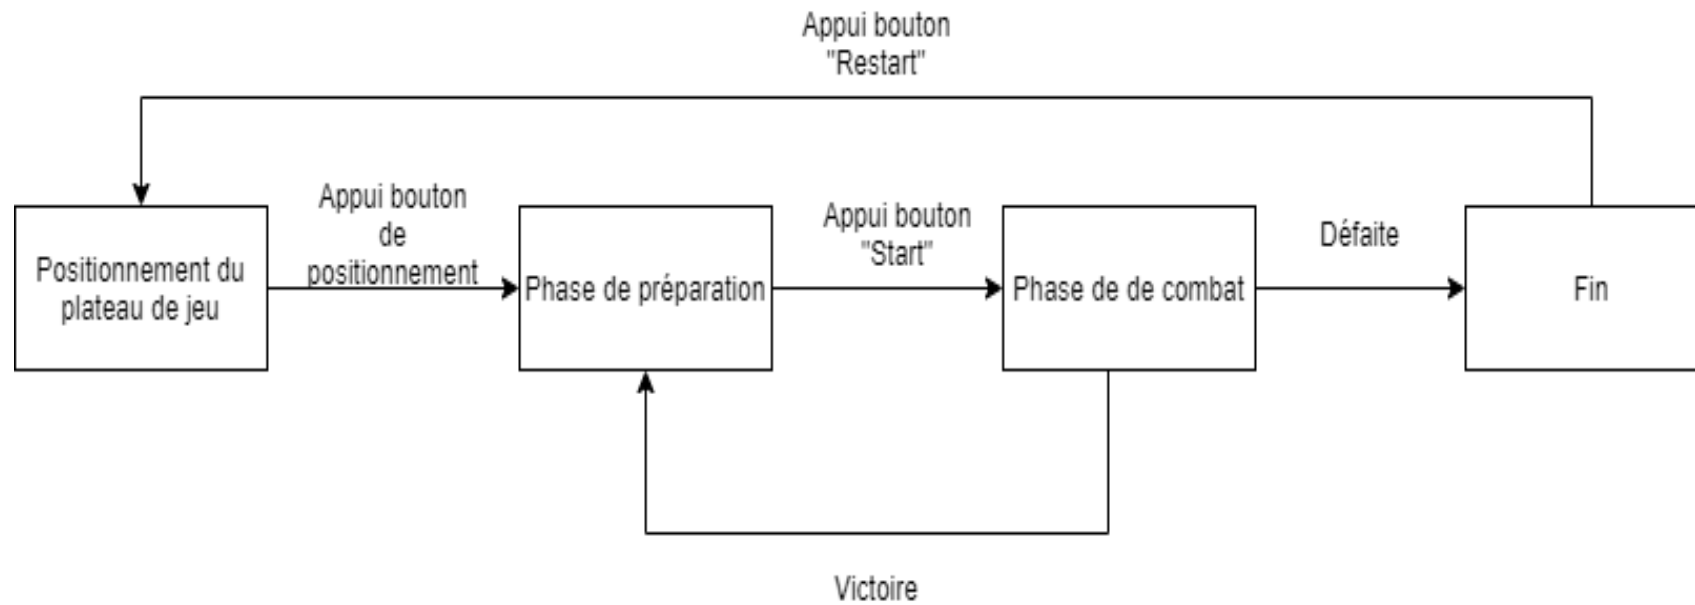 Appui bouton
"Restart"
Positionnement du
plateau de jeu
Appui bouton
de
positionnement
Phase de préparation
Appui bouton
"Start"
Phase de de combat
Défaite
Fin
Victoire